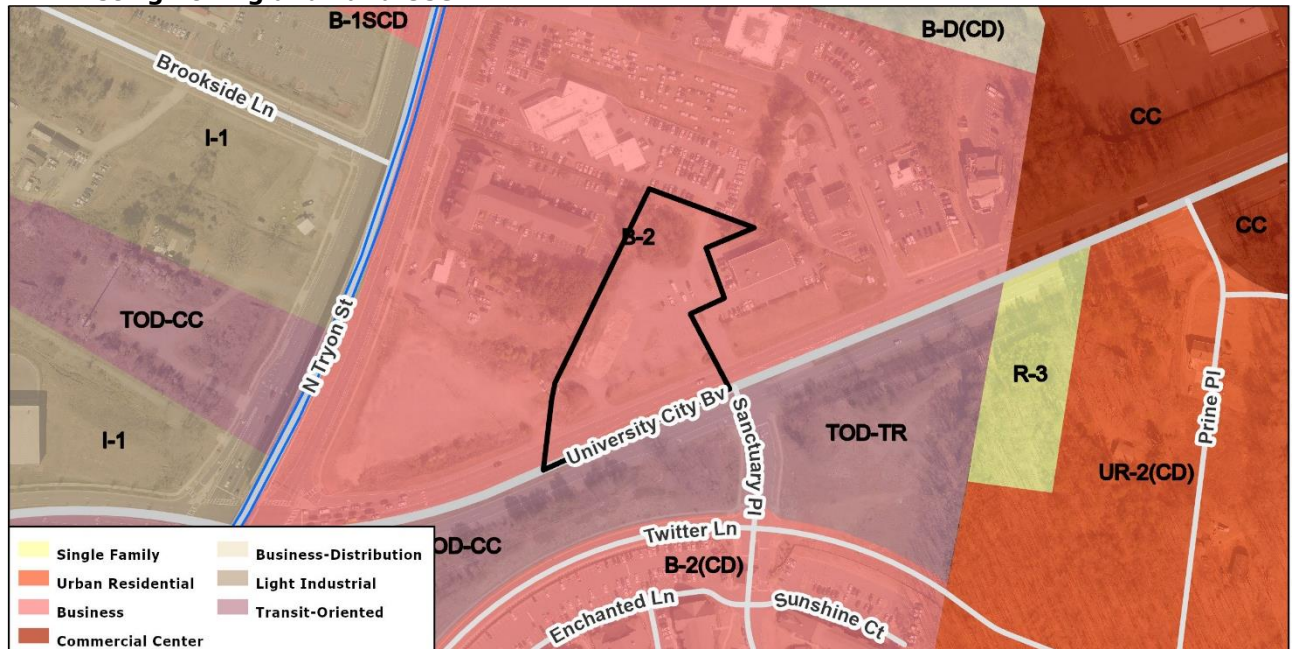 B-1SCD
B-D(CD)
Brookside Ln
I-1
CC
CC
B-2
TOD-CC
N Tryon St
R-3
I-1
University City Bv
Sanctuary Pl
TOD-TR
Prine Pl
UR-2(CD)
OD-CC
Twitter Ln
B-2(CD)
Enchanted Ln
Sunshine Ct
Single Family
Urban Residential
Business
Commercial Center
Business-Distribution
Light Industrial
Transit-Oriented